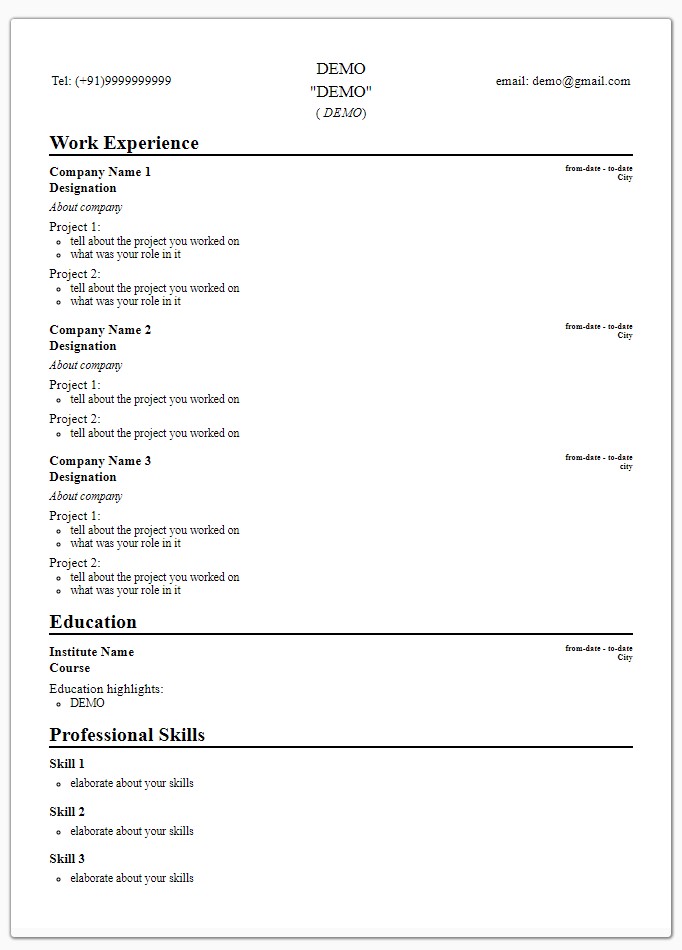 DEMO
Tel: (+91)9999999999
"DEMO"
email: demo@gmail.com
( DEMO)
Work Experience
Company Name 1
from-date - to-date
City
Designation
About company
Project 1:
tell about the project you worked on
what was your role in it
Project 2:
tell about the project you worked on
what was your role in it
Company Name 2
from-date - to-date
City
Designation
About company
Project 1:
tell about the project you worked on
Project 2:
tell about the project you worked on
Company Name 3
from-date - to-date
city
Designation
About company
Project 1:
tell about the project you worked on
what was your role in it
Project 2:
tell about the project you worked on
what was your role in it
Education
Institute Name
from-date - to-date
City
Course
Education highlights:
DEMO
Professional Skills
Skill 1
elaborate about your skills
Skill 2
elaborate about your skills
Skill 3
elaborate about your skills